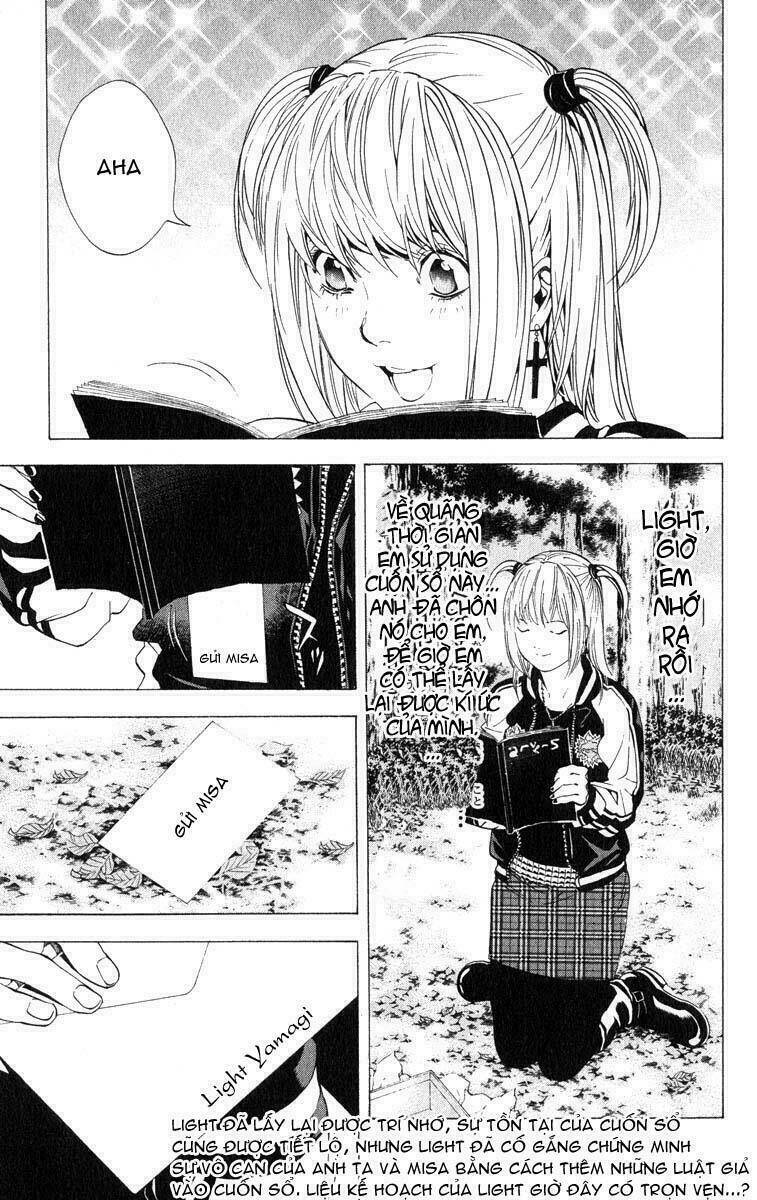 AHA
LIGHT,
GIỜ
EM
NHỚ
RA
RỒI
...
VỀ QUÃNG
THỜI GIAN
EM SỬ DỤNG
CUỐN SỔ NÀY...
ANH ĐÃ CHÔN
NÓ CHO EM,
ĐỂ GIỜ EM
CÓ THỂ LẤY
LẠI ĐƯỢC KÍ ỨC
CỦA MÌNH.
...
GỬI MISA
GỬI MISA
Light Yamagi
LIGHT ĐÃ LẤY LẠI ĐƯỢC TRÍ NHỚ, SỰ TỒN TẠI CỦA CUỐN SỔ
CŨNG ĐƯỢC TIẾT LỘ, NHƯNG LIGHT ĐÃ CỐ GẮNG CHỨNG MINH
SỰ VÔ CAN CỦA ANH TA VÀ MISA BẰNG CÁCH THÊM NHỮNG LUẬT GIẢ
VÀO CUỐN SỔ. LIỆU KẾ HOẠCH CỦA LIGHT GIỜ ĐÂY CÓ TRỌN VẸN...?